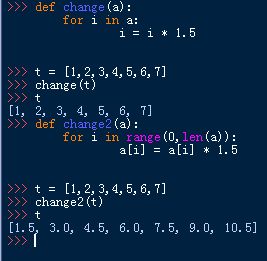 >>> def change(a):
        for i in a:
                i = i * 1.5

>>> t = [1,2,3,4,5,6,7]
>>> change(t)
>>> t
[1, 2, 3, 4, 5, 6, 7]
>>> def change2(a):
        for i in range(0,len(a)):
                a[i] = a[i] * 1.5

>>> t = [1,2,3,4,5,6,7]
>>> change2(t)
>>> t
[1.5, 3.0, 4.5, 6.0, 7.5, 9.0, 10.5]
>>>